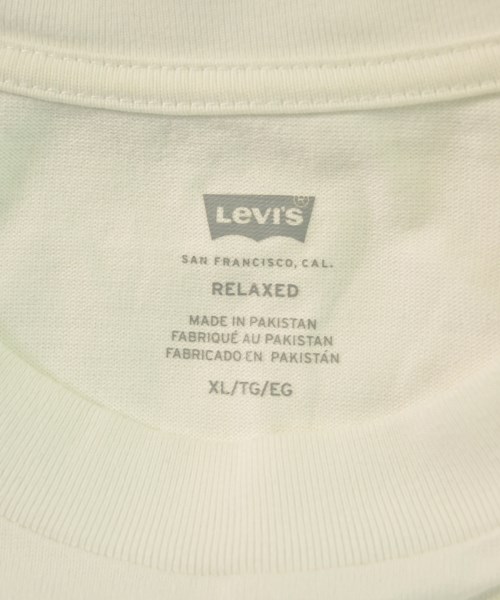 Levi's®
SAN FRANCISCO, CAL.
RELAXED
MADE IN PAKISTAN
FABRIQUÉ AU PAKISTAN
FABRICADO EN PAKISTÁN
XL/TG/EG